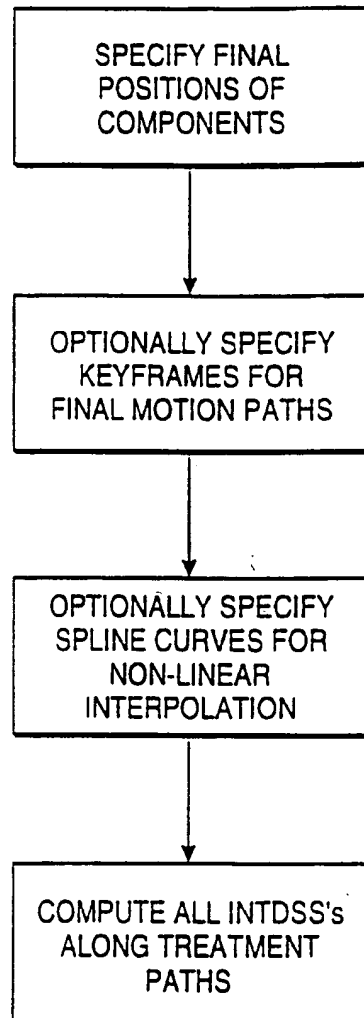 SPECIFY FINAL
POSITIONS OF
COMPONENTS
OPTIONALLY SPECIFY
KEYFRAMES FOR
FINAL MOTION PATHS
OPTIONALLY SPECIFY
SPLINE CURVES FOR
NON-LINEAR
INTERPOLATION
COMPUTE ALL INTDSS's
ALONG TREATMENT
PATHS